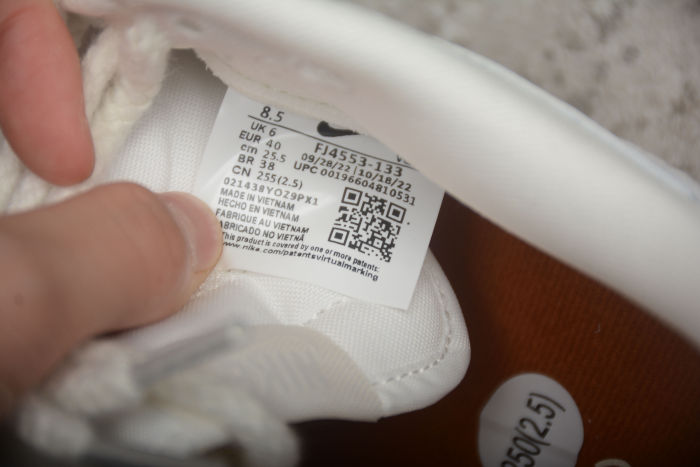 8.5
UK 6
EUR 40
cm 25.5
BR 38
CN 255(2.5)
FJ4553-133
09/28/22 | 10/18/22
UPC 00196604810531
021438YOZ9PX1
MADE IN VIETNAM
HECHO EN VIETNAM
FABRIQUE AU VIETNAM
ABRICADO NO VIETNÃ
This product is covered by one or more patents:
www.nike.com/patentsvirtualmarking
50(2.5)